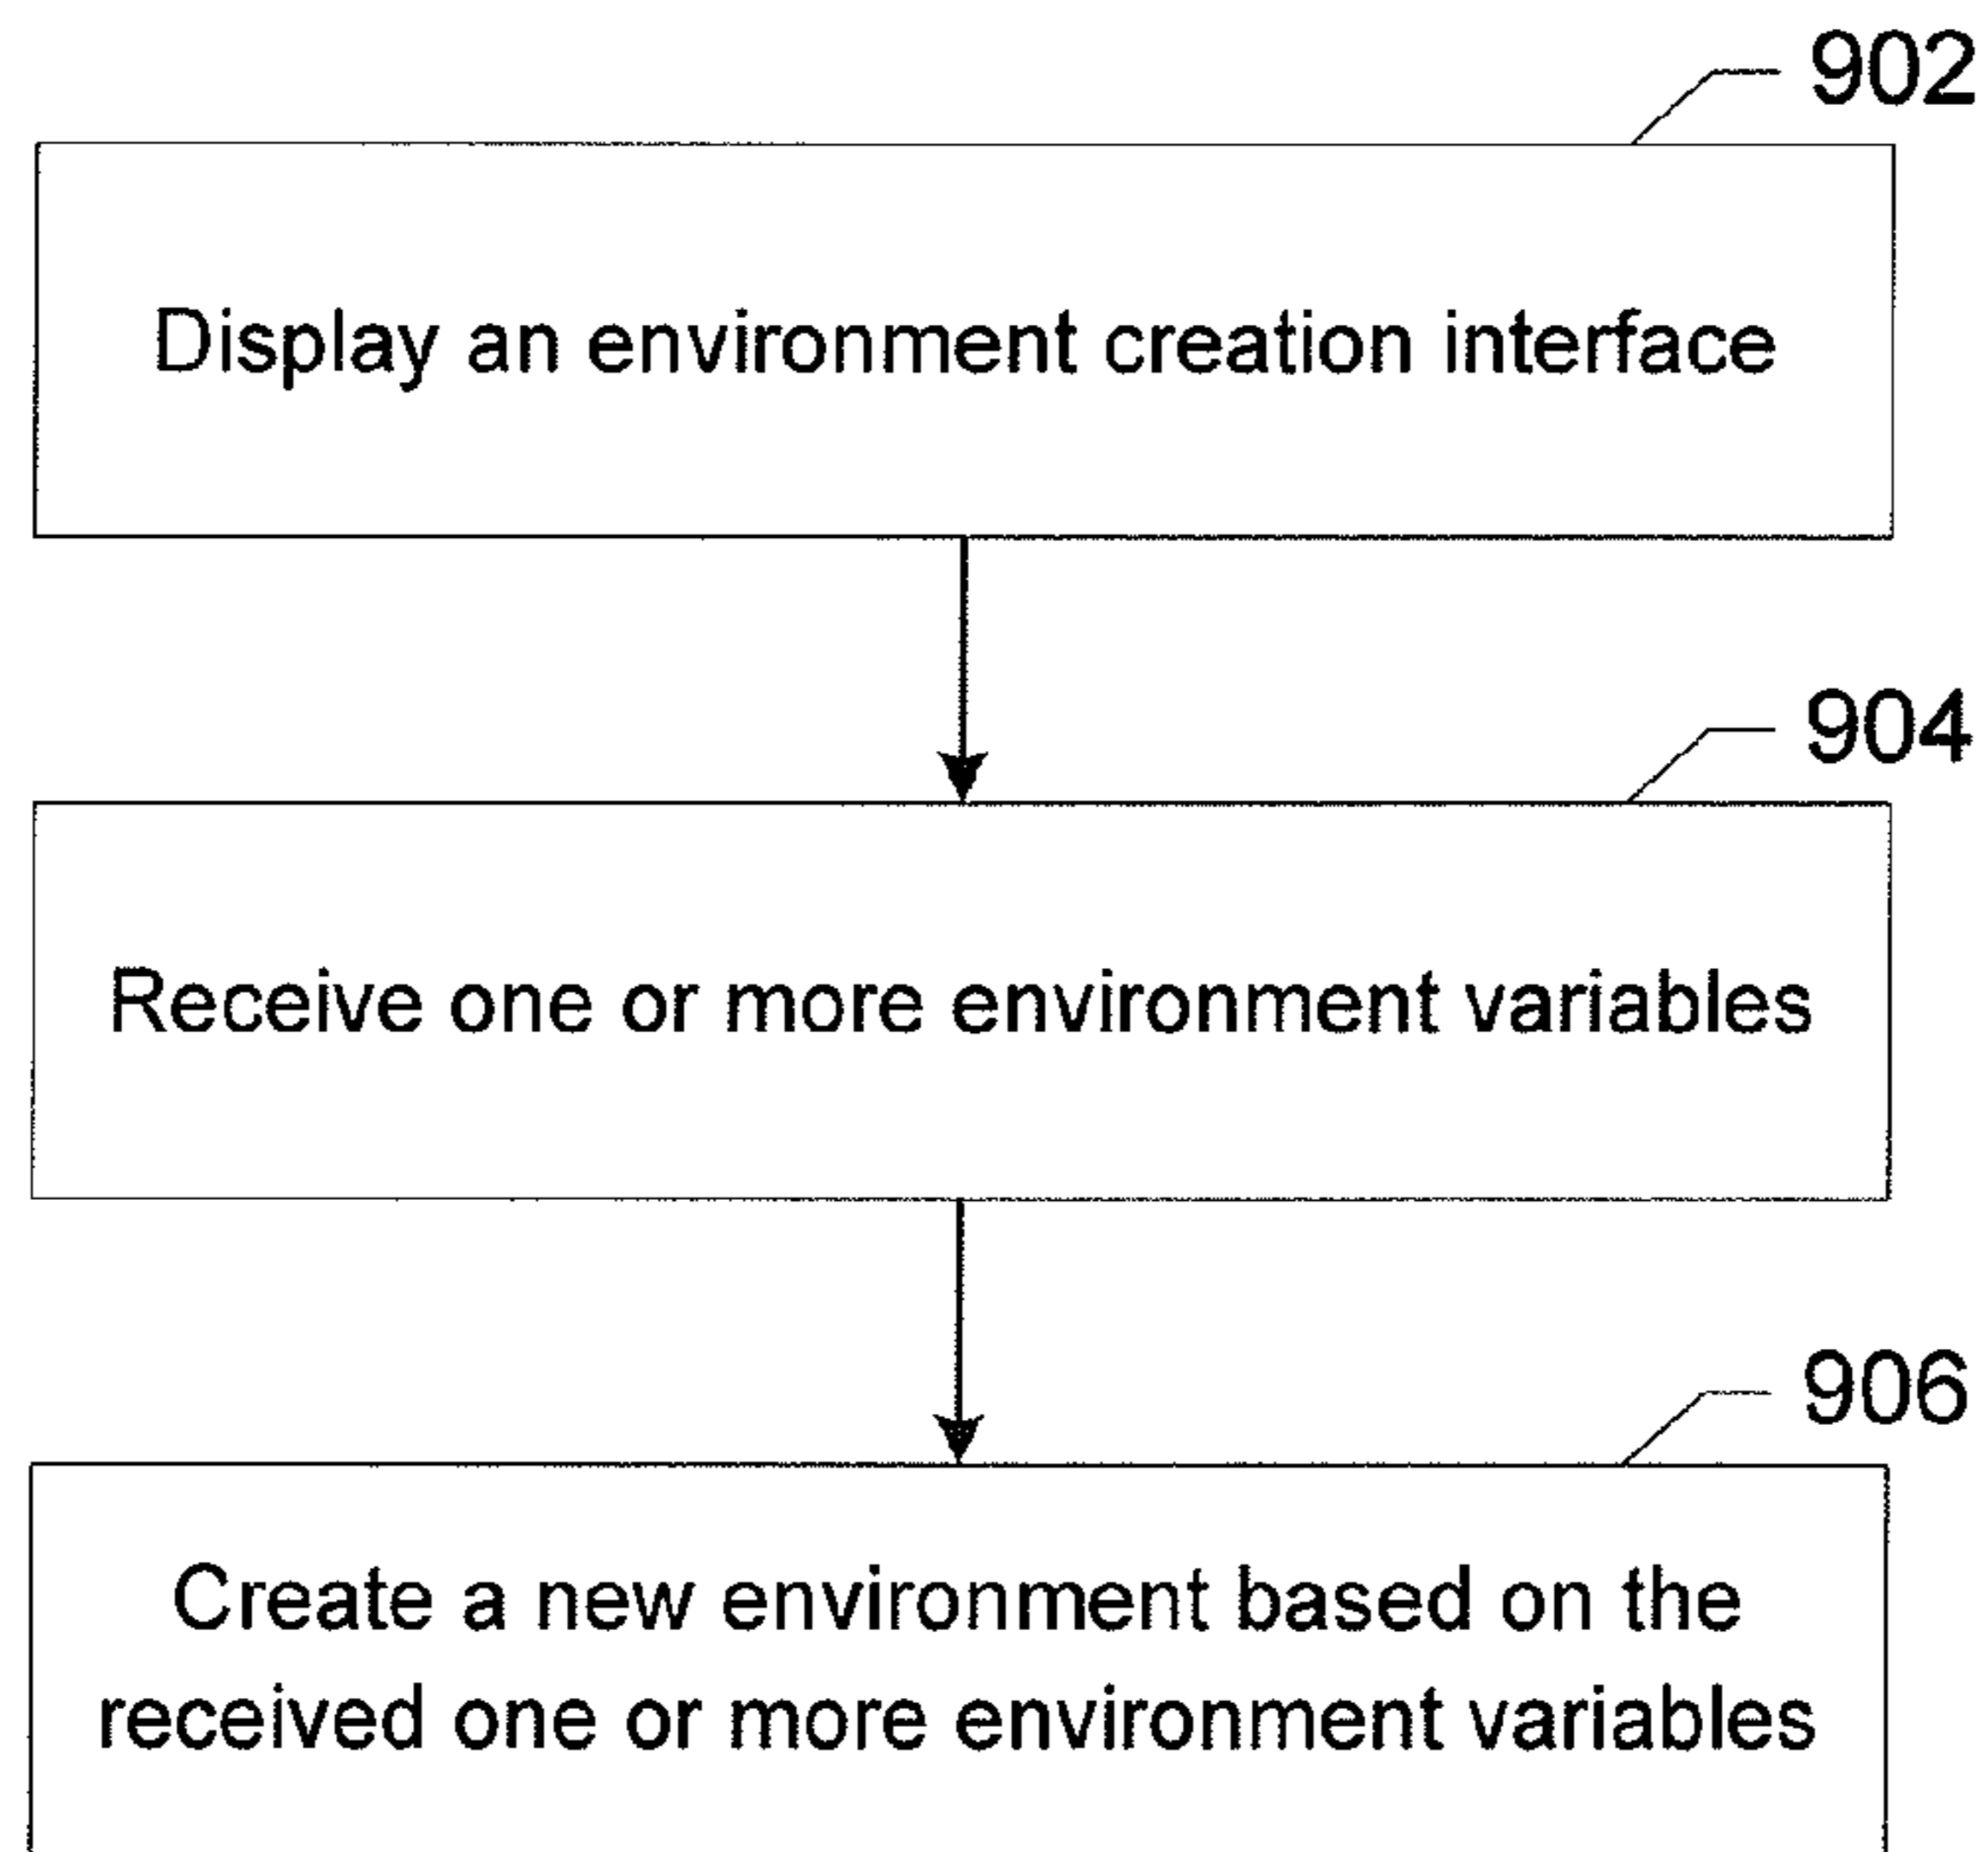 902
Display an environment creation interface
904
Receive one or more environment variables
906
Create a new environment based on the
received one or more environment variables